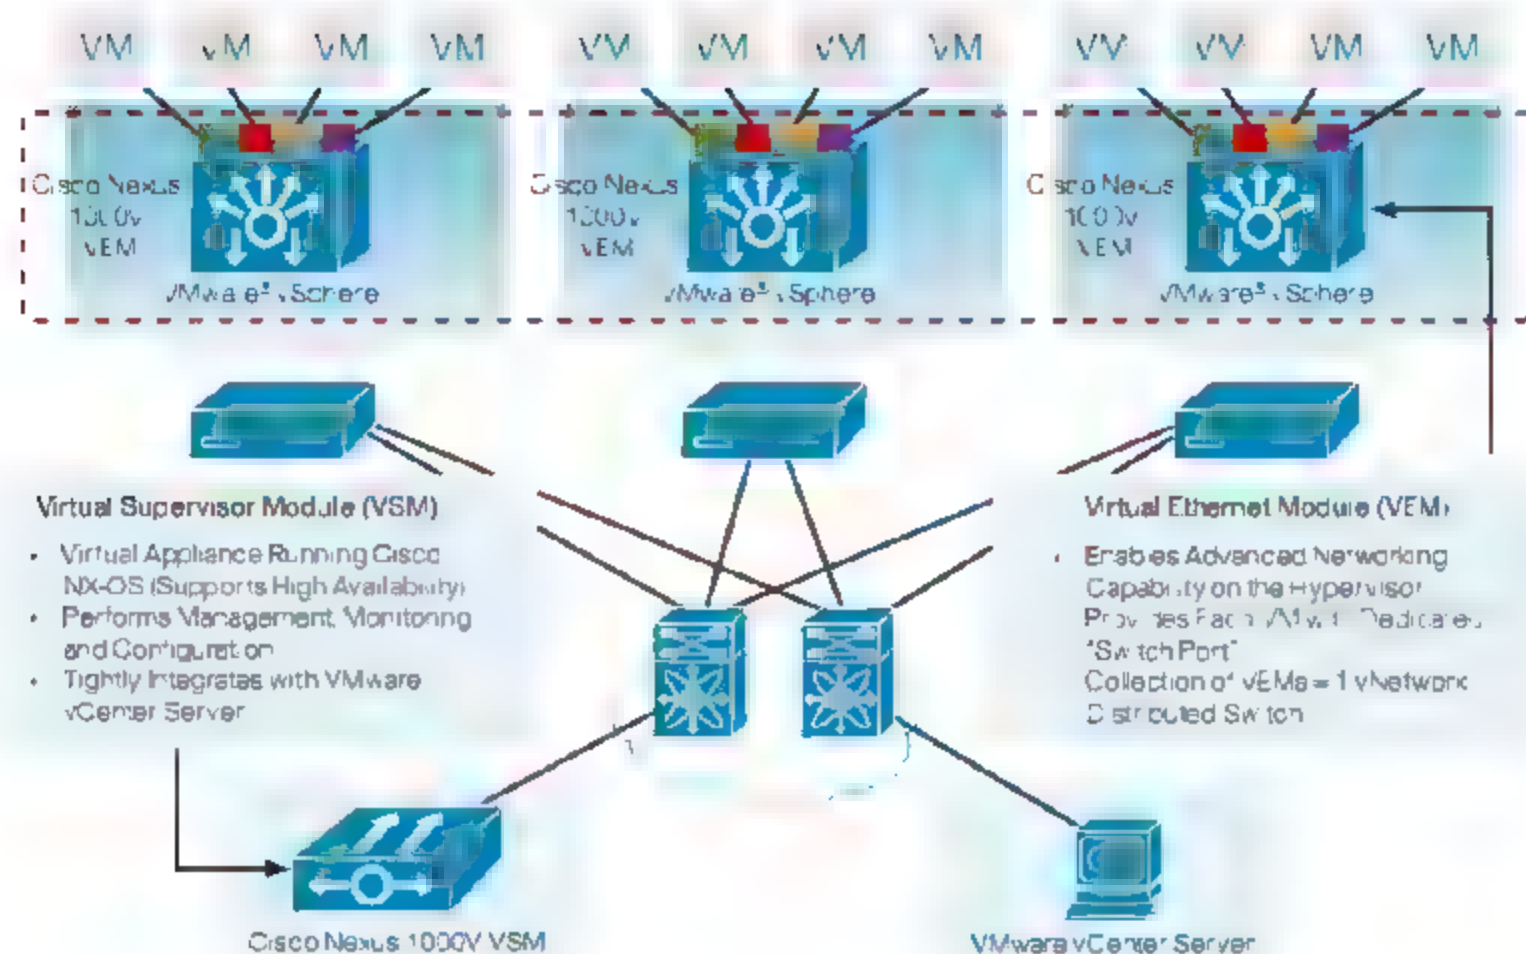 VM VM VM VM VM VM VM VM VM VM VM VM
Cisco Nexus
1000v
VEM
VMware® vSphere
Cisco Nexus
1000v
VEM
VMware® vSphere
Cisco Nexus
1000v
VEM
VMware® vSphere
Virtual Supervisor Module (VSM)
• Virtual Appliance Running Cisco
NX-OS (Supports High Availability)
• Performs Management, Monitoring
and Configuration
• Tightly Integrates with VMware
vCenter Server
Virtual Ethernet Module (VEM)
• Enables Advanced Networking
Capability on the Hypervisor
Provides Each VM with Dedicated
"Switch Port"
Collection of vEMs = 1 vNetwork
Distributed Switch
Cisco Nexus 1000V VSM
VMware vCenter Server